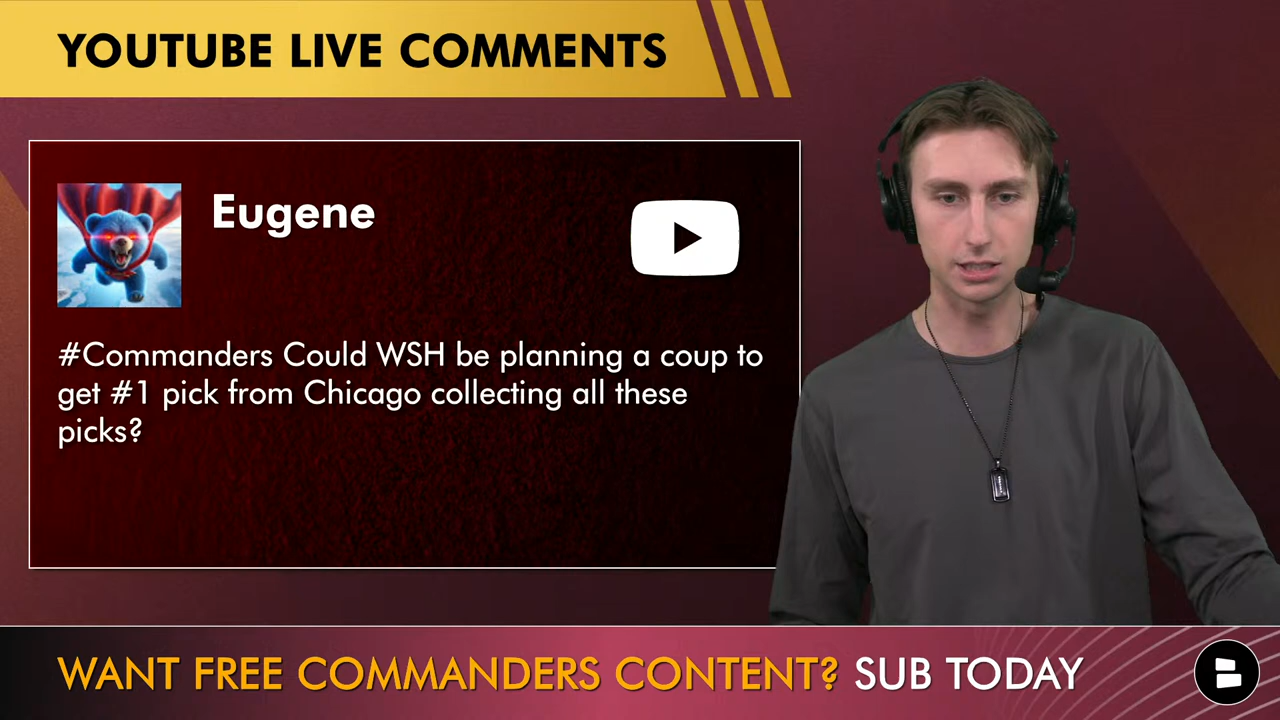 YOUTUBE LIVE COMMENTS
Eugene
#Commanders Could WSH be planning a coup to
get #1 pick from Chicago collecting all these
picks?
WANT FREE COMMANDERS CONTENT? SUB TODAY